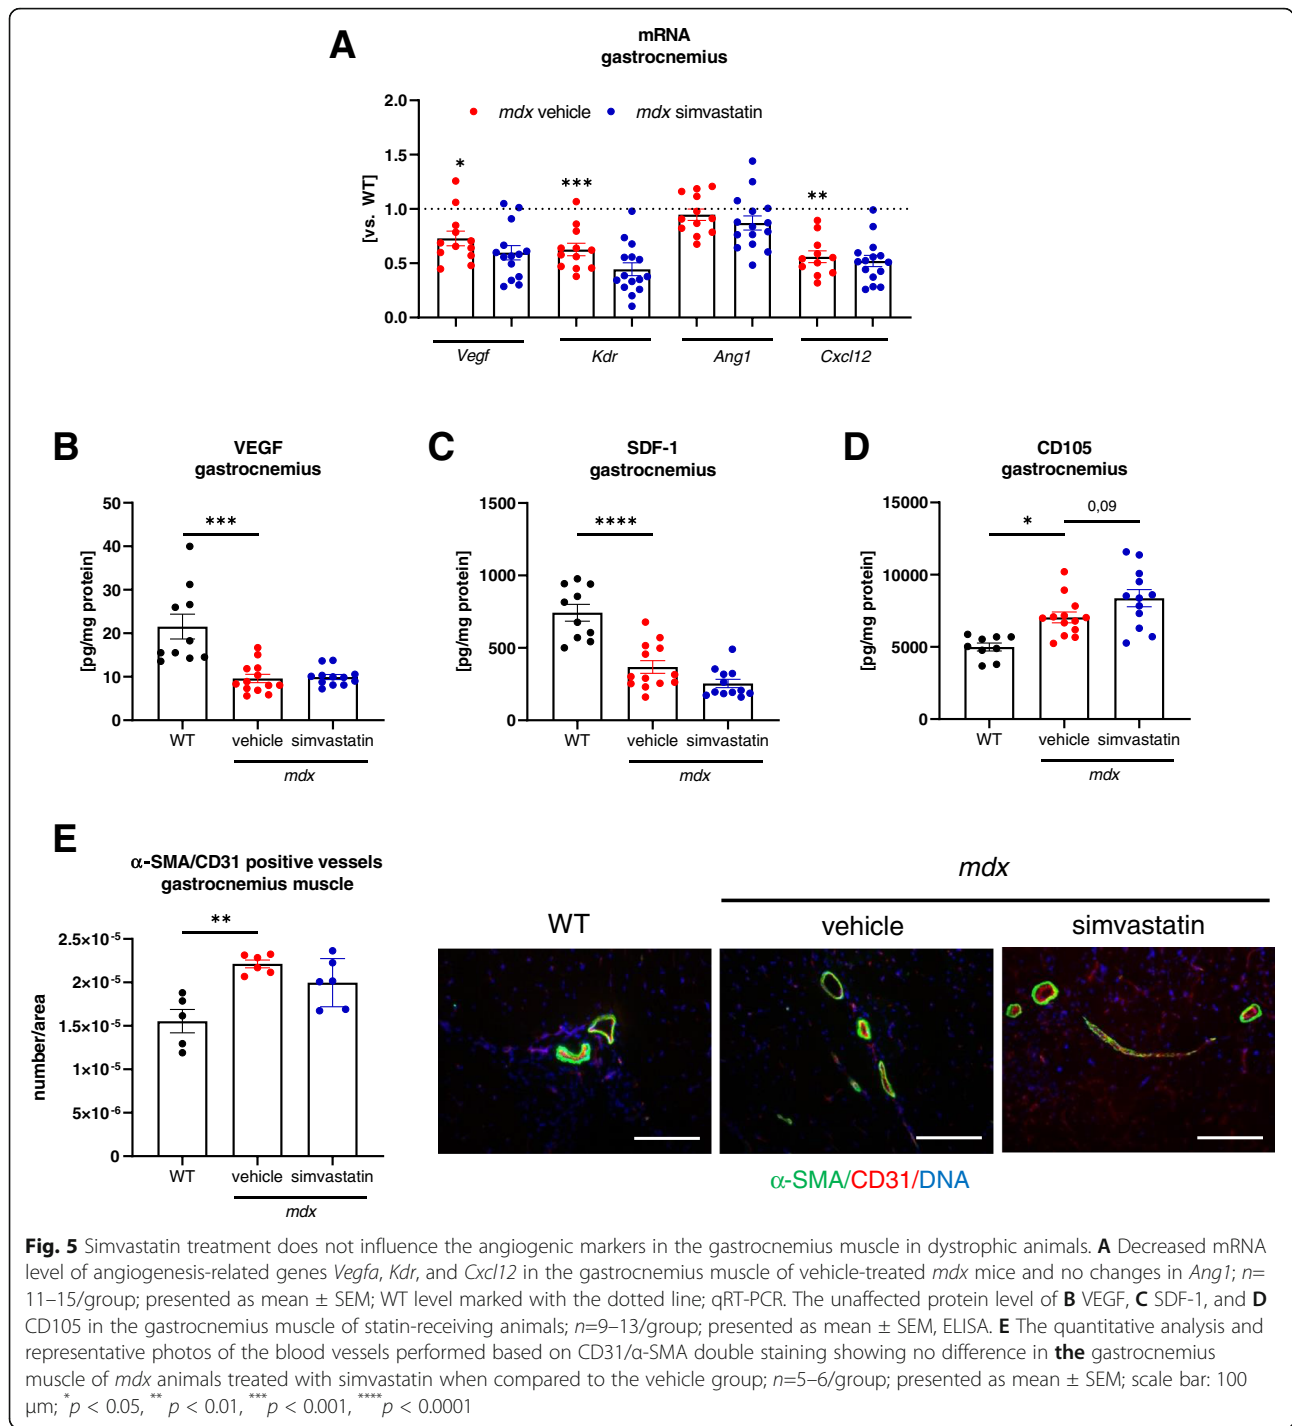 A
mRNA
gastrocnemius
mdx vehicle mdx simvastatin
[vs. WT]
2.0
1.5
1.0
0.5
0.0
* *** **
Vegf Kdr Ang1 Cxcl12
B
VEGF
gastrocnemius
[pg/mg protein]
50
40
30
20
10
0
***
WT vehicle simvastatin
mdx
C
SDF-1
gastrocnemius
[pg/mg protein]
1500
1000
500
0
****
WT vehicle simvastatin
mdx
D
CD105
gastrocnemius
[pg/mg protein]
15000
10000
5000
0
* 0,09
WT vehicle simvastatin
mdx
E
α-SMA/CD31 positive vessels
gastrocnemius muscle
number/area
2.5×10⁻⁵
2×10⁻⁵
1.5×10⁻⁵
1×10⁻⁵
5×10⁻⁶
0
**
WT vehicle simvastatin
mdx
mdx
WT vehicle simvastatin
α-SMA/CD31/DNA
Fig. 5 Simvastatin treatment does not influence the angiogenic markers in the gastrocnemius muscle in dystrophic animals. A Decreased mRNA
level of angiogenesis-related genes Vegfa, Kdr, and Cxcl12 in the gastrocnemius muscle of vehicle-treated mdx mice and no changes in Ang1; n=
11–15/group; presented as mean ± SEM; WT level marked with the dotted line; qRT-PCR. The unaffected protein level of B VEGF, C SDF-1, and D
CD105 in the gastrocnemius muscle of statin-receiving animals; n=9–13/group; presented as mean ± SEM, ELISA. E The quantitative analysis and
representative photos of the blood vessels performed based on CD31/α-SMA double staining showing no difference in the gastrocnemius
muscle of mdx animals treated with simvastatin when compared to the vehicle group; n=5–6/group; presented as mean ± SEM; scale bar: 100
μm; *p < 0.05, **p < 0.01, ***p < 0.001, ****p < 0.0001